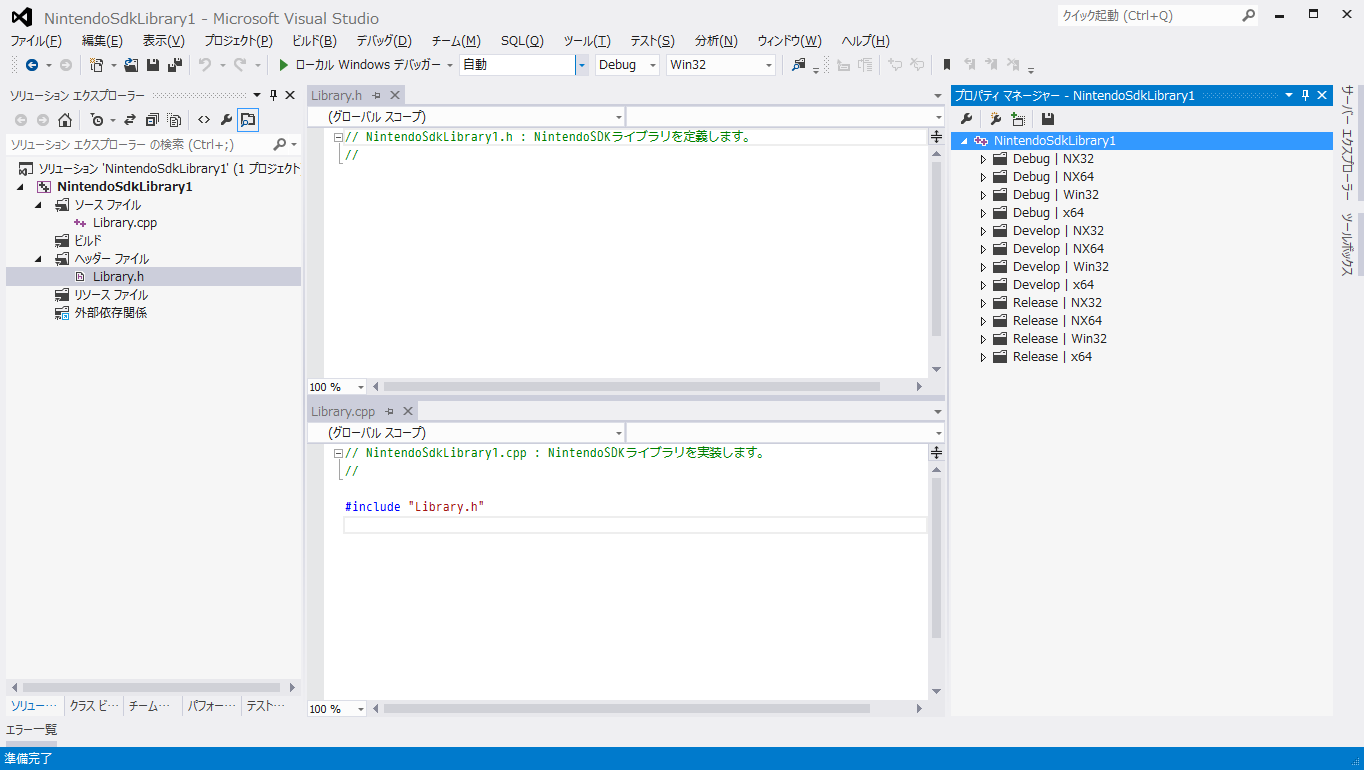 NintendoSdkLibrary1 - Microsoft Visual Studio
クイック起動 (Ctrl+Q)
ファイル(F) 編集(E) 表示(V) プロジェクト(P) ビルド(B) デバッグ(D) チーム(M) SQL(Q) ツール(T) テスト(S) 分析(N) ウィンドウ(W) ヘルプ(H)
ローカル Windows デバッガー 自動 Debug Win32
ソリューション エクスプローラー
ソリューション エクスプローラー の検索 (Ctrl+;)
ソリューション 'NintendoSdkLibrary1' (1 プロジェクト
NintendoSdkLibrary1
ソース ファイル
Library.cpp
ビルド
ヘッダー ファイル
Library.h
リソース ファイル
外部依存関係
ソリュー… クラス ビ… チーム… パフォー… テスト…
Library.h
(グローバル スコープ)
// NintendoSdkLibrary1.h : NintendoSDKライブラリを定義します。
//
100 %
Library.cpp
(グローバル スコープ)
// NintendoSdkLibrary1.cpp : NintendoSDKライブラリを実装します。
//
#include "Library.h"
100 %
プロパティ マネージャー - NintendoSdkLibrary1
NintendoSdkLibrary1
Debug | NX32
Debug | NX64
Debug | Win32
Debug | x64
Develop | NX32
Develop | NX64
Develop | Win32
Develop | x64
Release | NX32
Release | NX64
Release | Win32
Release | x64
サーバー エクスプローラー
ツールボックス
エラー一覧
準備完了